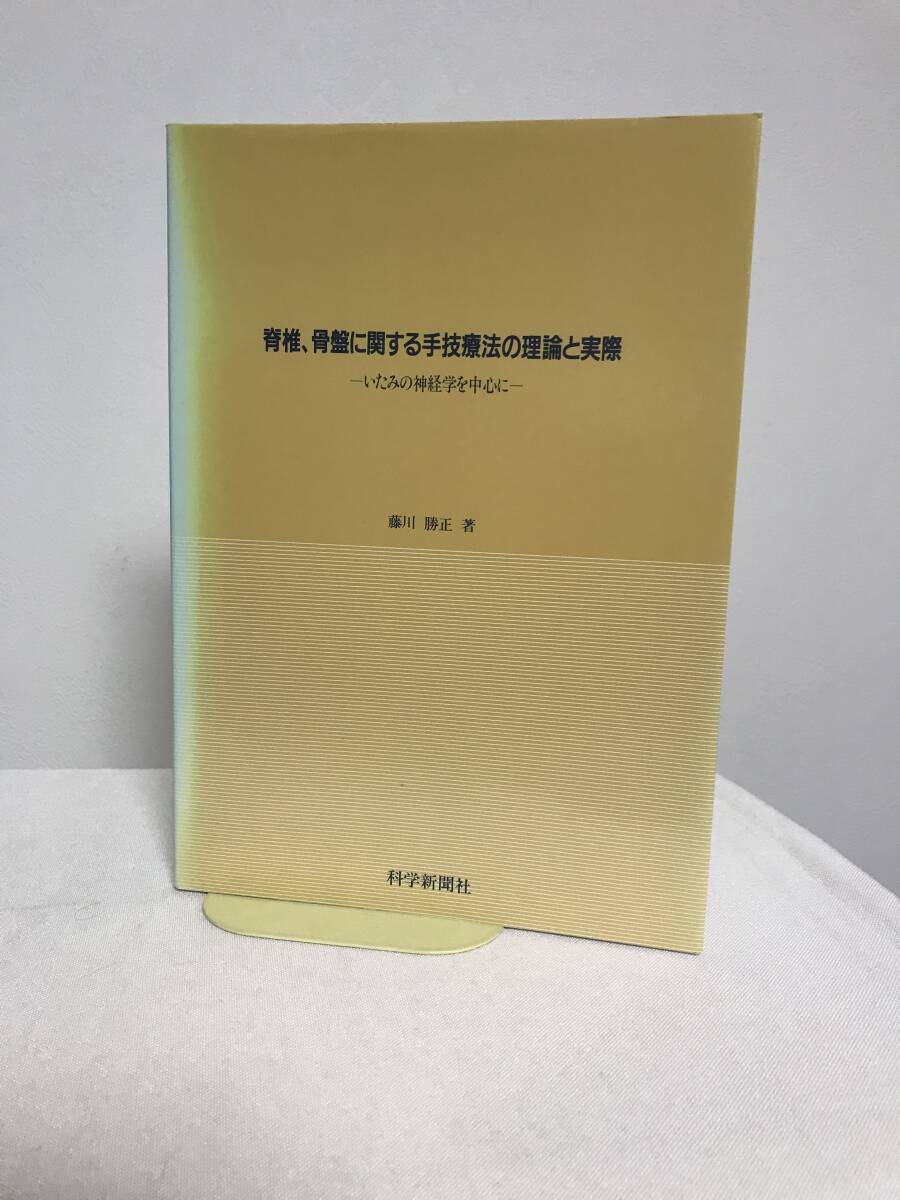 脊椎、骨盤に関する手技療法の理論と実際
―いたみの神経学を中心に―
藤川 勝正 著
科学新聞社